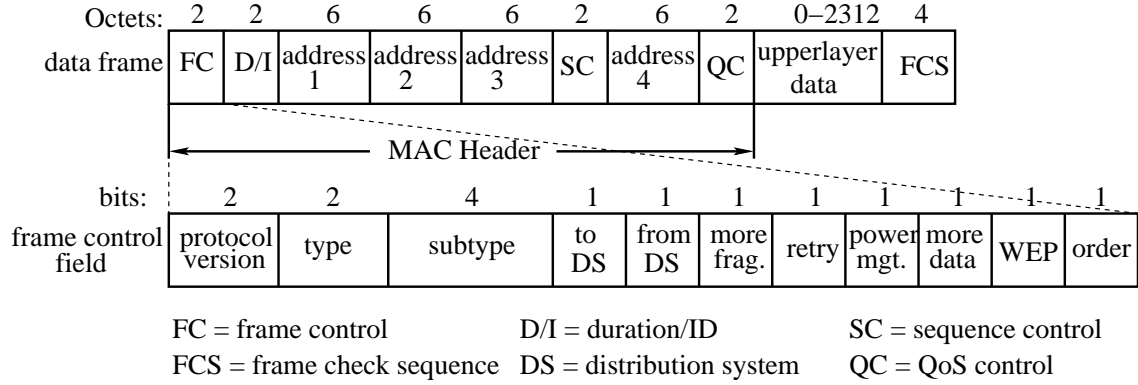 Octets: 2 2 6 6 6 2 6 2 0−2312 4
data frame FC D/I address 1 address 2 address 3 SC address 4 QC upperlayer data FCS
MAC Header
bits: 2 2 4 1 1 1 1 1 1 1 1
frame control field protocol version type subtype to DS from DS more frag. retry power mgt. more data WEP order
FC = frame control D/I = duration/ID SC = sequence control
FCS = frame check sequence DS = distribution system QC = QoS control